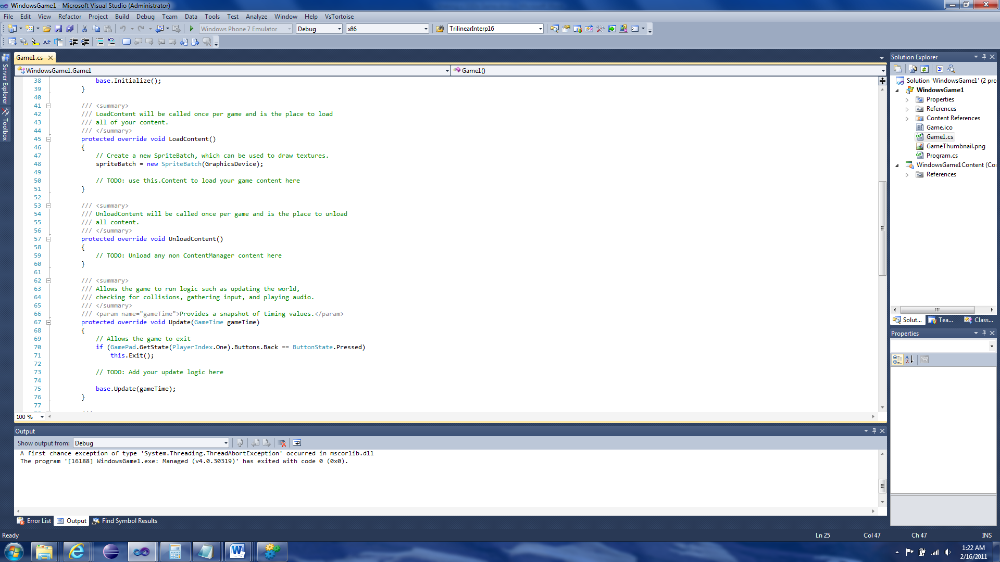 WindowsGame1 - Microsoft Visual Studio (Administrator)
File Edit View Refactor Project Build Debug Team Data Tools Test Analyze Window Help VsTortoise
Windows Phone 7 Emulator Debug x86 TrilinearInterp16
Server Explorer
Toolbox
Game1.cs
WindowsGame1.Game1 Game1()
38 base.Initialize();
39 }
40
41 /// <summary>
42 /// LoadContent will be called once per game and is the place to load
43 /// all of your content.
44 /// </summary>
45 protected override void LoadContent()
46 {
47 // Create a new SpriteBatch, which can be used to draw textures.
48 spriteBatch = new SpriteBatch(GraphicsDevice);
49
50 // TODO: use this.Content to load your game content here
51 }
52
53 /// <summary>
54 /// UnloadContent will be called once per game and is the place to unload
55 /// all content.
56 /// </summary>
57 protected override void UnloadContent()
58 {
59 // TODO: Unload any non ContentManager content here
60 }
61
62 /// <summary>
63 /// Allows the game to run logic such as updating the world,
64 /// checking for collisions, gathering input, and playing audio.
65 /// </summary>
66 /// <param name="gameTime">Provides a snapshot of timing values.</param>
67 protected override void Update(GameTime gameTime)
68 {
69 // Allows the game to exit
70 if (GamePad.GetState(PlayerIndex.One).Buttons.Back == ButtonState.Pressed)
71 this.Exit();
72
73 // TODO: Add your update logic here
74
75 base.Update(gameTime);
76 }
77
100 %
Output
Show output from: Debug
A first chance exception of type 'System.Threading.ThreadAbortException' occurred in mscorlib.dll
The program '[16188] WindowsGame1.exe: Managed (v4.0.30319)' has exited with code 0 (0x0).
Error List Output Find Symbol Results
Solution Explorer
Solution 'WindowsGame1' (2 pro
WindowsGame1
Properties
References
Content References
Game.ico
Game1.cs
GameThumbnail.png
Program.cs
WindowsGame1Content (Cor
References
Solut... Tea... Class...
Properties
Ready Ln 25 Col 47 Ch 47 INS
1:22 AM
2/16/2011